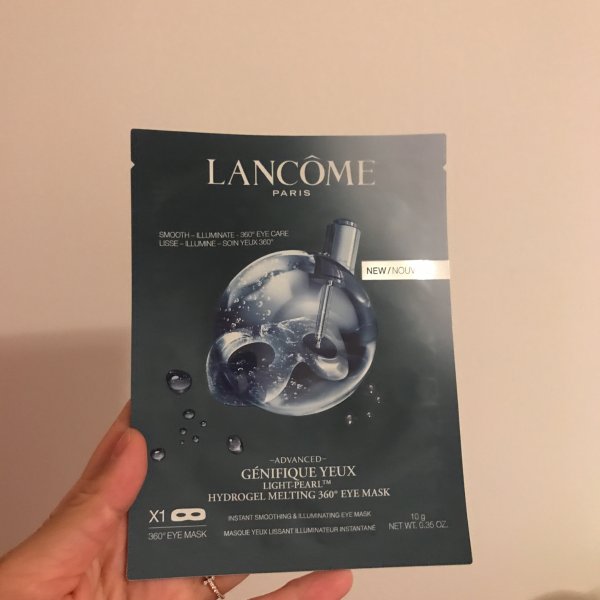 LANCÔME
PARIS
SMOOTH – ILLUMINATE - 360° EYE CARE
LISSE – ILLUMINE – SOIN YEUX 360°
NEW/NOUV
–ADVANCED–
GÉNIFIQUE YEUX
LIGHT-PEARL™
HYDROGEL MELTING 360° EYE MASK
X1
360° EYE MASK
INSTANT SMOOTHING & ILLUMINATING EYE MASK
MASQUE YEUX LISSANT ILLUMINATEUR INSTANTANÉ
10 g
NET WT. 0.35 OZ.